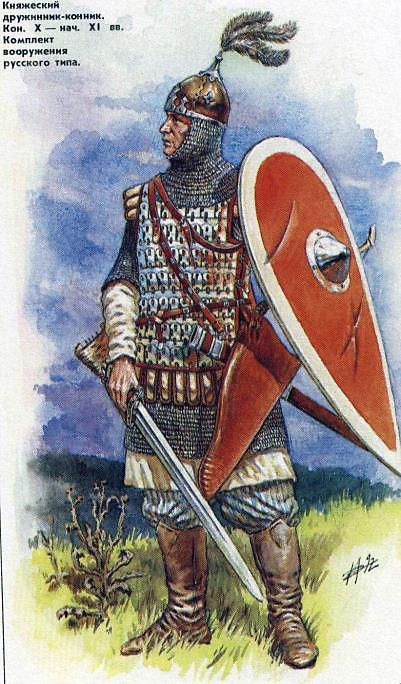 Княжеский
дружинник-конник.
Кон. X — нач. XI вв.
Комплект
вооружения
русского типа.